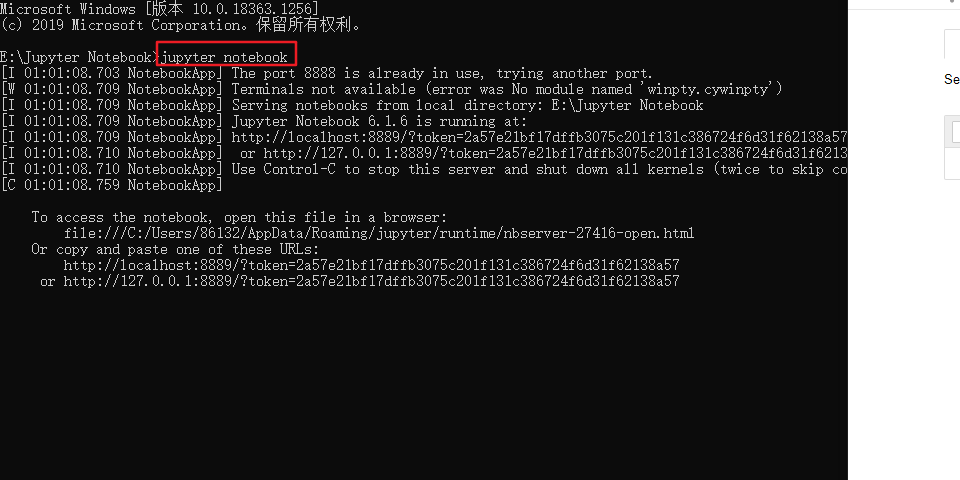 Microsoft Windows [版本 10.0.18363.1256]
(c) 2019 Microsoft Corporation。保留所有权利。
E:\Jupyter Notebook>jupyter notebook
[I 01:01:08.703 NotebookApp] The port 8888 is already in use, trying another port.
[W 01:01:08.709 NotebookApp] Terminals not available (error was No module named 'winpty.cywinpty')
[I 01:01:08.709 NotebookApp] Serving notebooks from local directory: E:\Jupyter Notebook
[I 01:01:08.709 NotebookApp] Jupyter Notebook 6.1.6 is running at:
[I 01:01:08.709 NotebookApp] http://localhost:8889/?token=2a57e21bf17dffb3075c201f131c386724f6d31f62138a57
[I 01:01:08.710 NotebookApp]  or http://127.0.0.1:8889/?token=2a57e21bf17dffb3075c201f131c386724f6d31f62138
[I 01:01:08.710 NotebookApp] Use Control-C to stop this server and shut down all kernels (twice to skip co
[C 01:01:08.759 NotebookApp]
To access the notebook, open this file in a browser:
file:///C:/Users/86132/AppData/Roaming/jupyter/runtime/nbserver-27416-open.html
Or copy and paste one of these URLs:
http://localhost:8889/?token=2a57e21bf17dffb3075c201f131c386724f6d31f62138a57
or http://127.0.0.1:8889/?token=2a57e21bf17dffb3075c201f131c386724f6d31f62138a57
Se